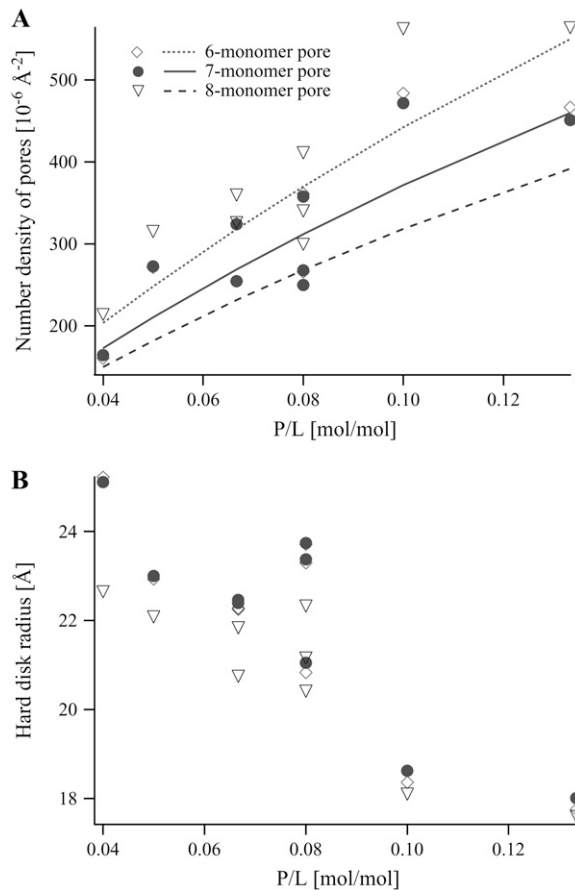 A
6-monomer pore
7-monomer pore
8-monomer pore
Number density of pores [10⁻⁶ Å⁻²]
500
400
300
200
0.04 0.06 0.08 0.10 0.12
P/L [mol/mol]
B
Hard disk radius [Å]
24
22
20
18
0.04 0.06 0.08 0.10 0.12
P/L [mol/mol]